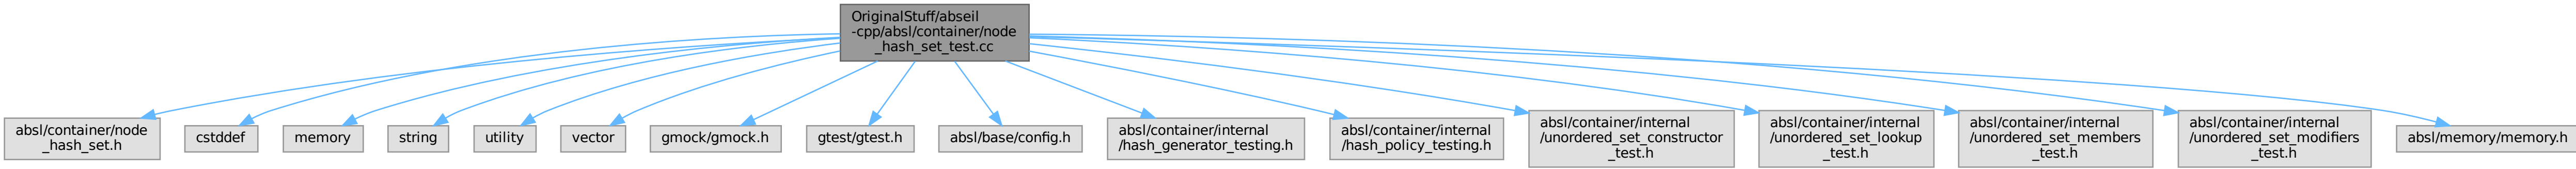 OriginalStuff/abseil
-cpp/absl/container/node
_hash_set_test.cc
absl/container/node
_hash_set.h
cstddef
memory
string
utility
vector
gmock/gmock.h
gtest/gtest.h
absl/base/config.h
absl/container/internal
/hash_generator_testing.h
absl/container/internal
/hash_policy_testing.h
absl/container/internal
/unordered_set_constructor
_test.h
absl/container/internal
/unordered_set_lookup
_test.h
absl/container/internal
/unordered_set_members
_test.h
absl/container/internal
/unordered_set_modifiers
_test.h
absl/memory/memory.h